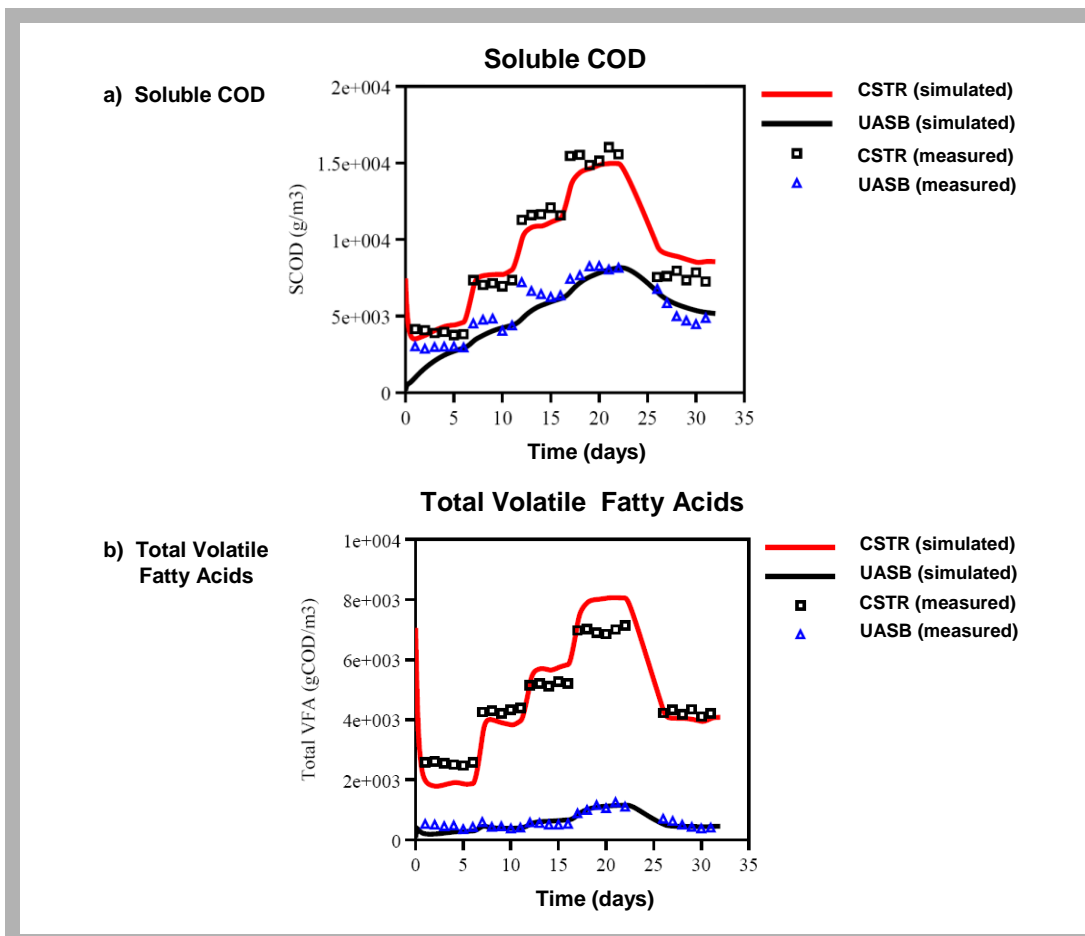 Soluble COD
a) Soluble COD
2e+004
1.5e+004
1e+004
5e+003
0
SCOD (g/m3)
0 5 10 15 20 25 30 35
Time (days)
CSTR (simulated)
UASB (simulated)
CSTR (measured)
UASB (measured)
Total Volatile Fatty Acids
b) Total Volatile
Fatty Acids
1e+004
8e+003
6e+003
4e+003
2e+003
0
Total VFA (gCOD/m3)
0 5 10 15 20 25 30 35
Time (days)
CSTR (simulated)
UASB (simulated)
CSTR (measured)
UASB (measured)